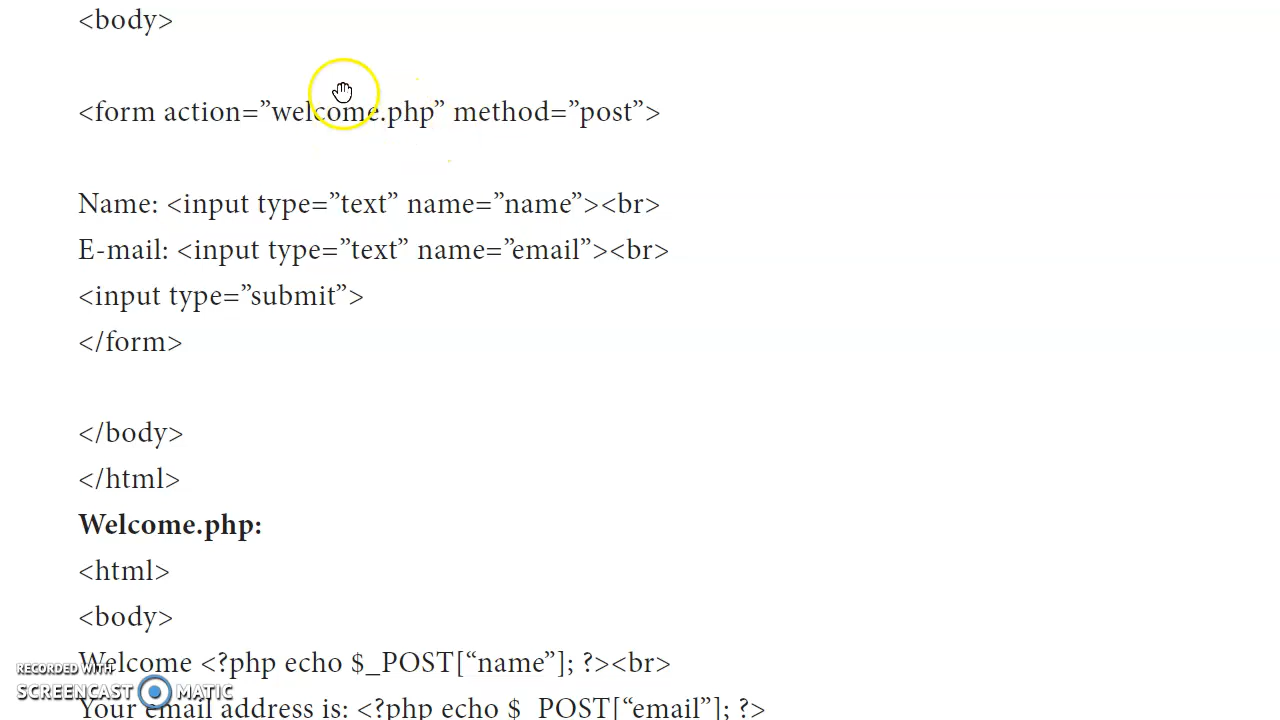 <body>
<form action=”welcome.php” method=”post”>
Name: <input type=”text” name=”name”><br>
E-mail: <input type=”text” name=”email”><br>
<input type=”submit”>
</form>
</body>
</html>
Welcome.php:
<html>
<body>
Welcome <?php echo $_POST[“name”]; ?><br>
RECORDED WITH
SCREENCAST MATIC
Your email address is: <?php echo $_POST[“email”]; ?>